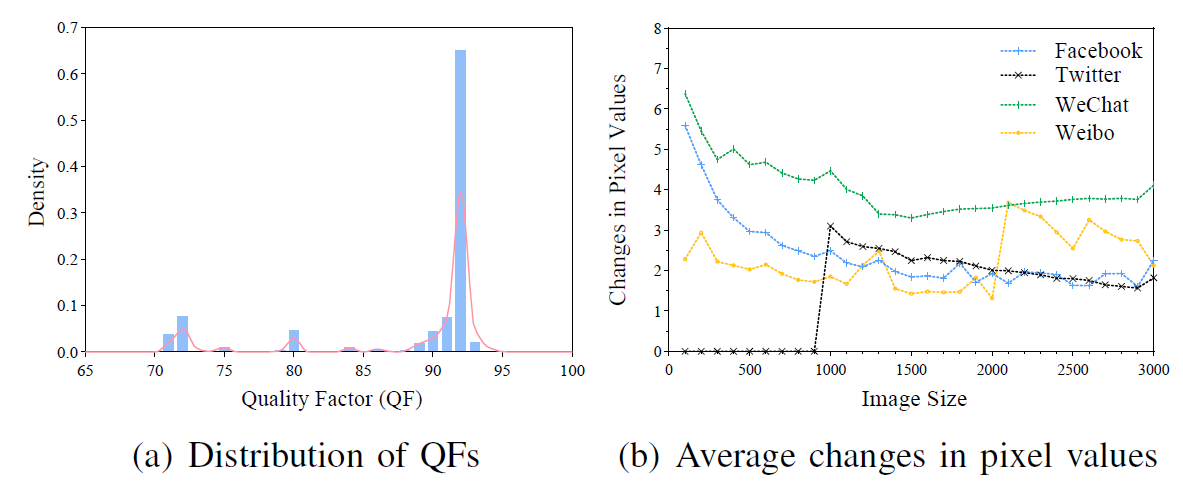 0.7
0.6
0.5
0.4
0.3
0.2
0.1
0.0
Density
65 70 75 80 85 90 95 100
Quality Factor (QF)
(a) Distribution of QFs
8
7
6
5
4
3
2
1
0
Changes in Pixel Values
Facebook
Twitter
WeChat
Weibo
0 500 1000 1500 2000 2500 3000
Image Size
(b) Average changes in pixel values